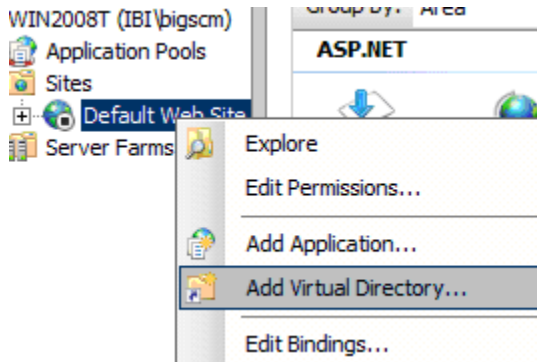 WIN2008T (IBI\bigscm)
Application Pools
Sites
Default Web Site
Server Farms
Group By: Area
ASP.NET
Explore
Edit Permissions...
Add Application...
Add Virtual Directory...
Edit Bindings...